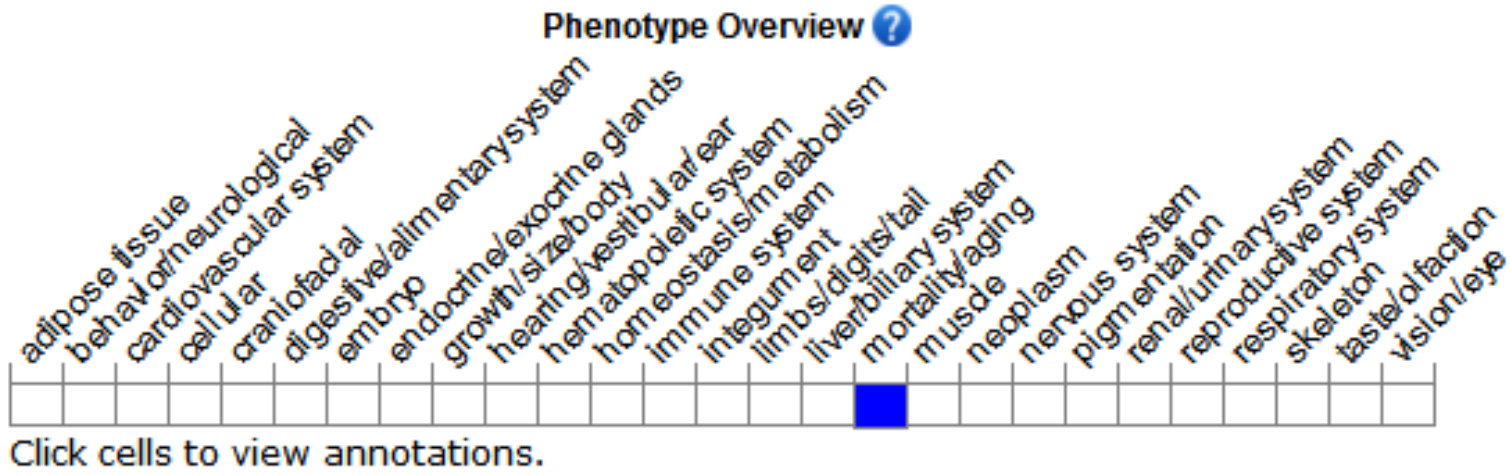 Phenotype Overview ?
adipose tissue
behavior/neurological
cardiovascular system
cellular
craniofacial
digestive/alimentary system
embryo
endocrine/exocrine glands
growth/size/body
hearing/vestibular/ear
hematopoietic system
homeostasis/metabolism
immune system
integument
limbs/digits/tail
liver/biliary system
mortality/aging
muscle
neoplasm
nervous system
pigmentation
renal/urinary system
reproductive system
respiratory system
skeleton
taste/olfaction
vision/eye
Click cells to view annotations.